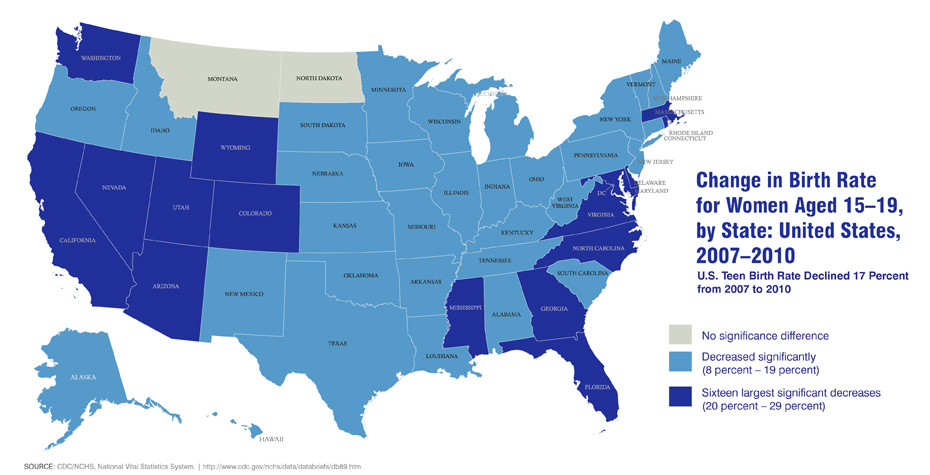 WASHINGTON
MONTANA
NORTH DAKOTA
MINNESOTA
MAINE
OREGON
IDAHO
SOUTH DAKOTA
WISCONSIN
VERMONT
NEW HAMPSHIRE
MASSACHUSETTS
NEW YORK
RHODE ISLAND
CONNECTICUT
WYOMING
NEBRASKA
IOWA
PENNSYLVANIA
NEW JERSEY
NEVADA
UTAH
COLORADO
KANSAS
MISSOURI
ILLINOIS
INDIANA
OHIO
WEST
VIRGINIA
DC
DELAWARE
MARYLAND
VIRGINIA
KENTUCKY
CALIFORNIA
ARIZONA
NEW MEXICO
OKLAHOMA
ARKANSAS
TENNESSEE
NORTH CAROLINA
SOUTH CAROLINA
TEXAS
LOUISIANA
MISSISSIPPI
ALABAMA
GEORGIA
FLORIDA
ALASKA
HAWAII
Change in Birth Rate
for Women Aged 15–19,
by State: United States,
2007–2010
U.S. Teen Birth Rate Declined 17 Percent
from 2007 to 2010
No significance difference
Decreased significantly
(8 percent – 19 percent)
Sixteen largest significant decreases
(20 percent – 29 percent)
SOURCE: CDC/NCHS, National Vital Statistics System. | http://www.cdc.gov/nchs/data/databriefs/db89.htm